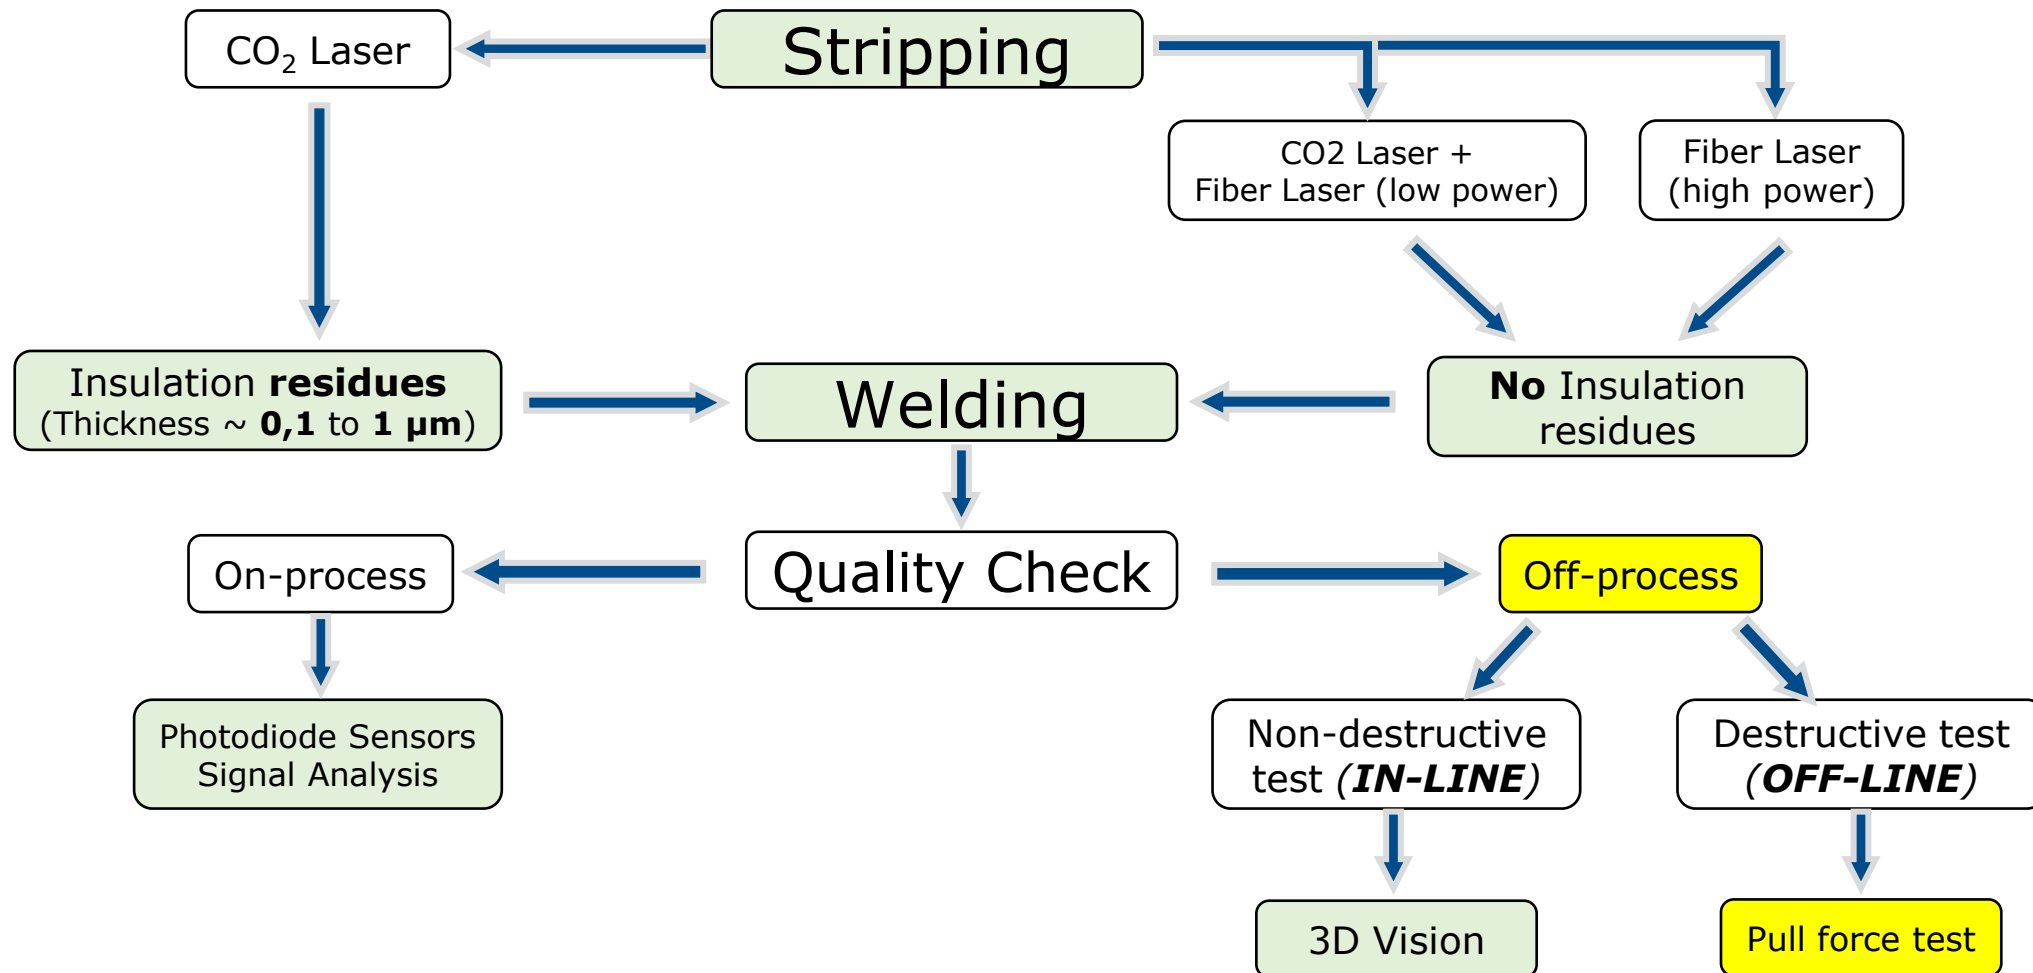 CO₂ Laser
Stripping
CO2 Laser +
Fiber Laser (low power)
Fiber Laser
(high power)
Insulation residues
(Thickness ~ 0,1 to 1 µm)
Welding
No Insulation
residues
On-process
Quality Check
Off-process
Photodiode Sensors
Signal Analysis
Non-destructive
test (IN-LINE)
Destructive test
(OFF-LINE)
3D Vision
Pull force test